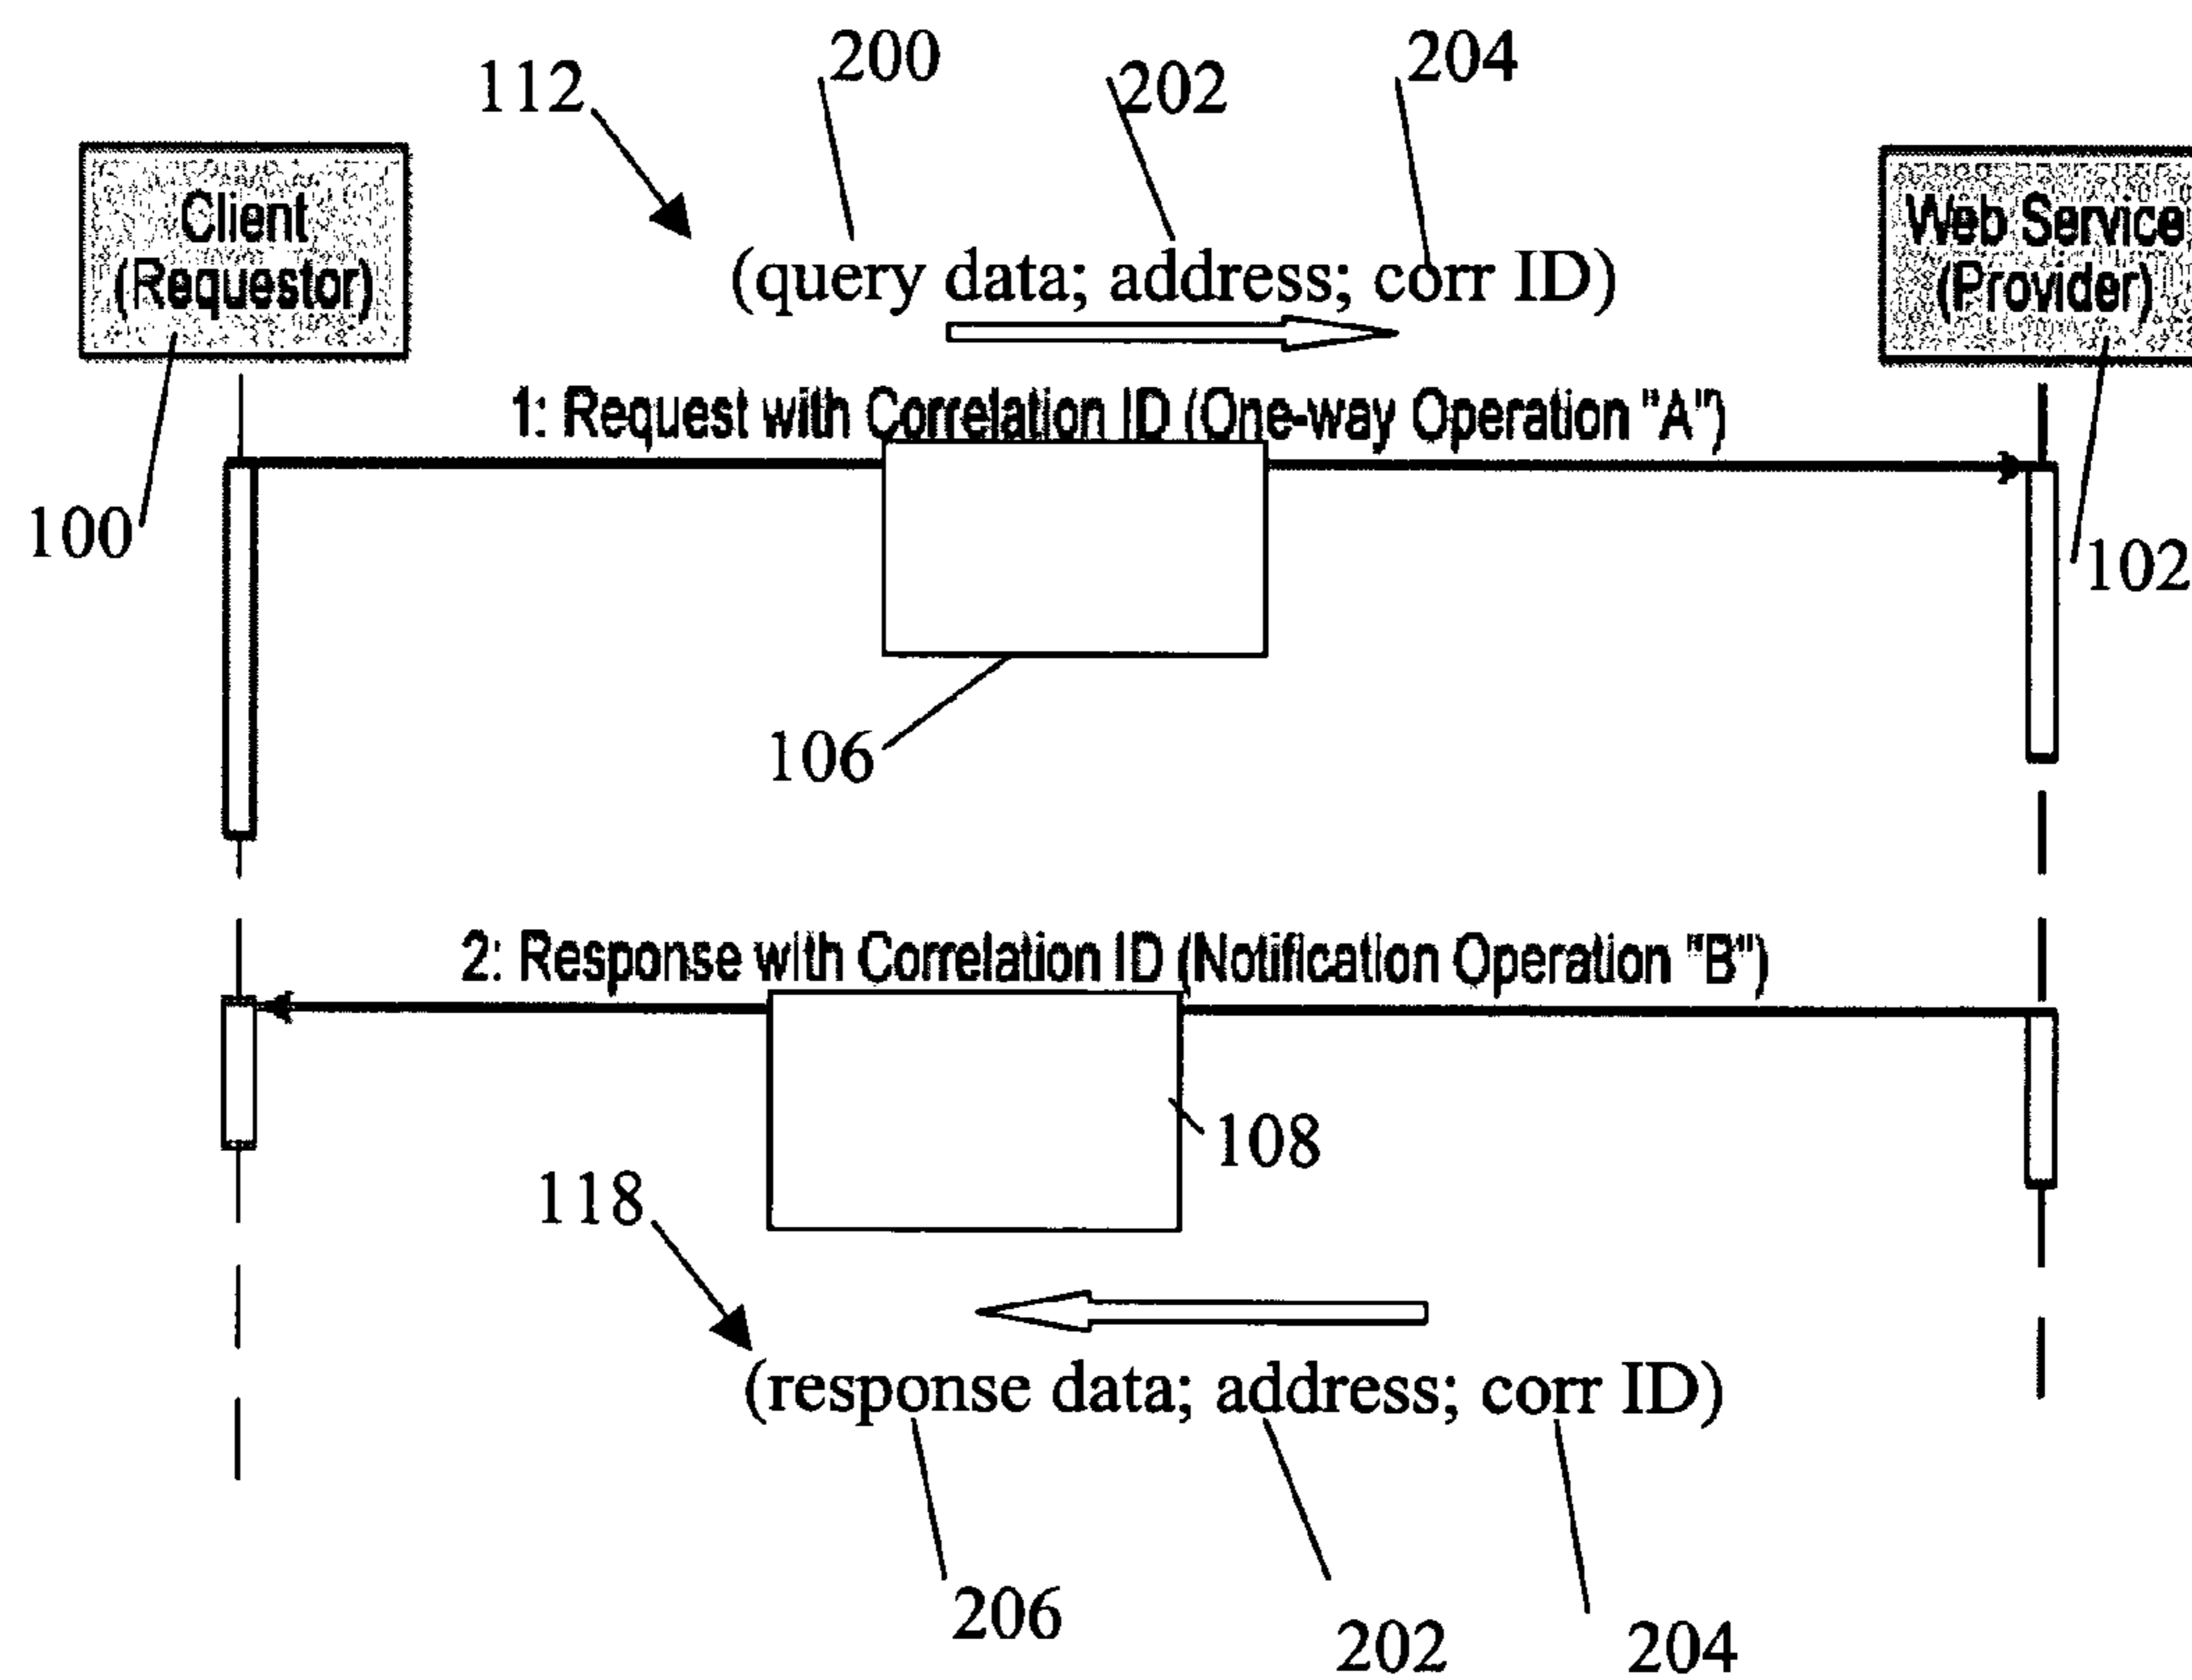 200
202
204
112
Client
(Requestor)
Web Service
(Provider)
(query data; address; corr ID)
1: Request with Correlation ID (One-way Operation "A")
100
102
106
2: Response with Correlation ID (Notification Operation "B")
108
118
(response data; address; corr ID)
206
202
204